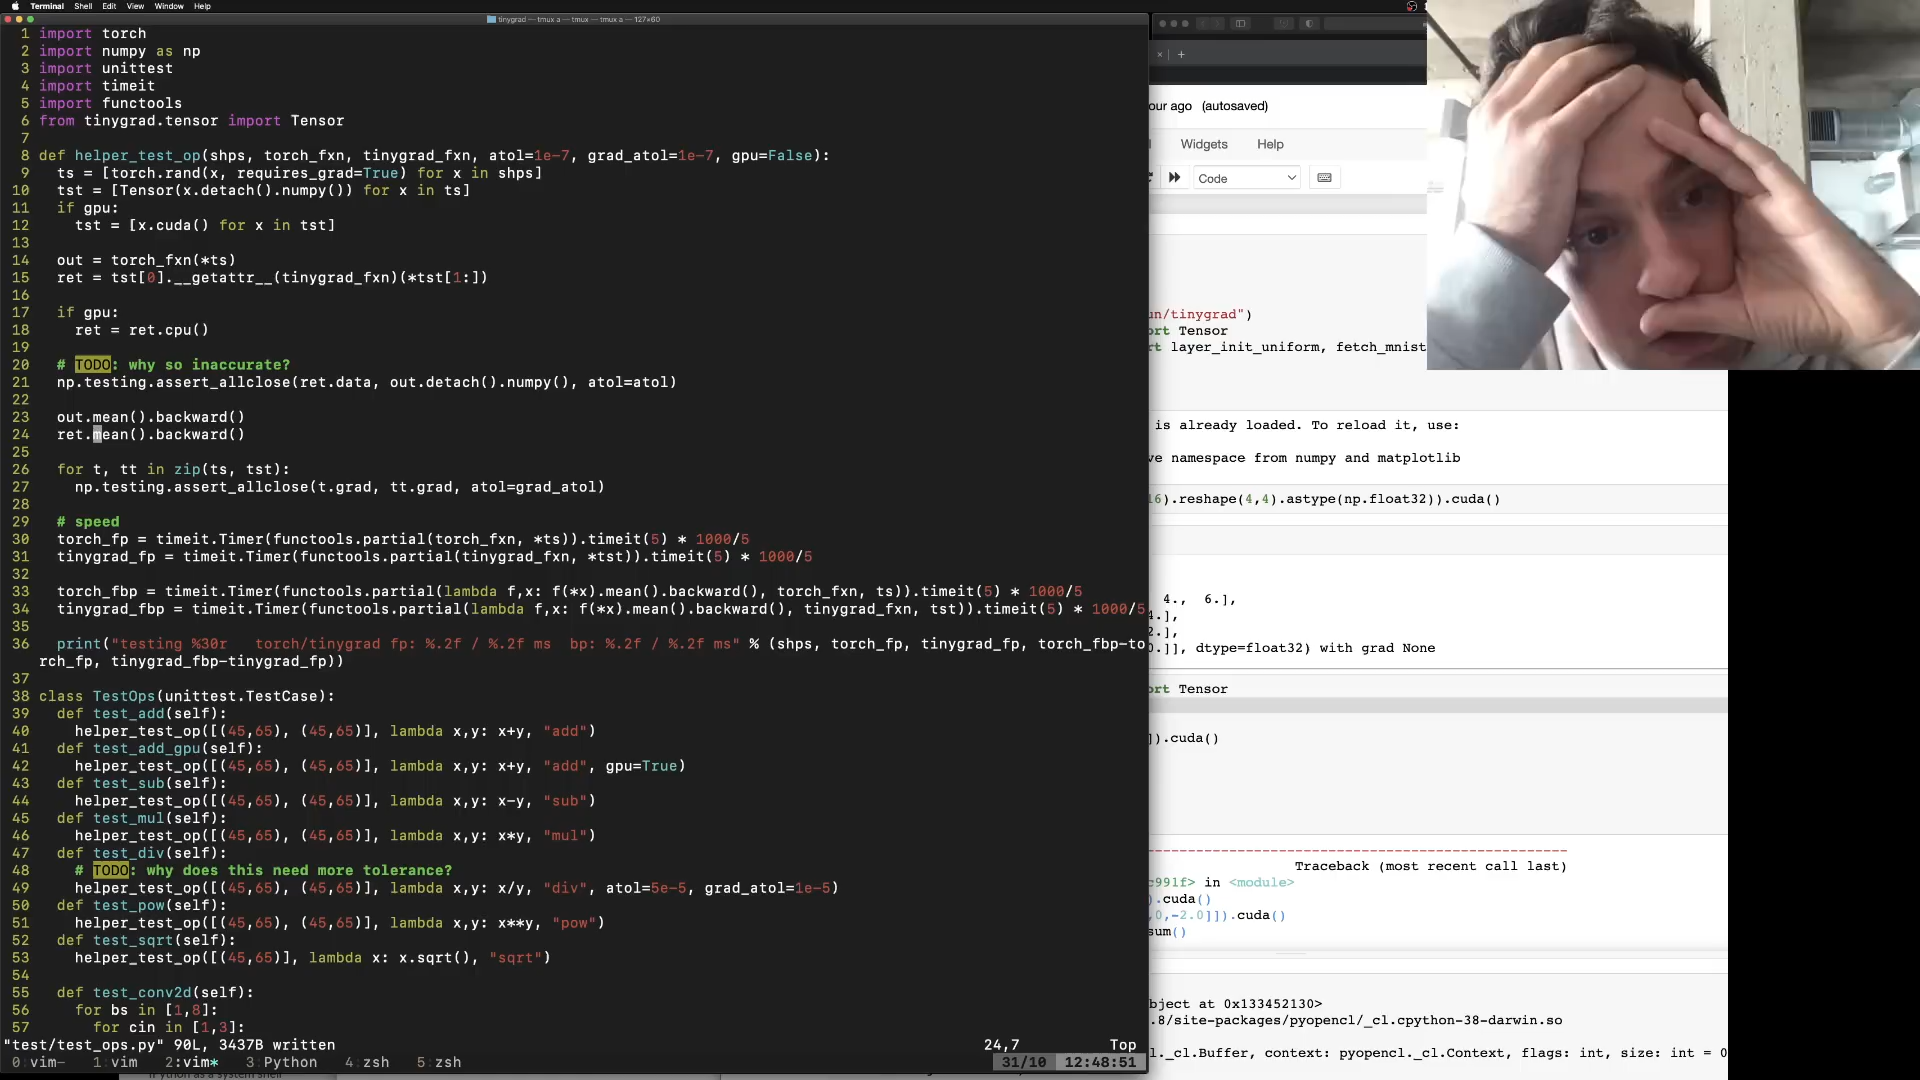 Terminal Shell Edit View Window Help
tinygrad — tmux a — tmux — tmux a — 127×60
1 import torch
2 import numpy as np
3 import unittest
4 import timeit
5 import functools
6 from tinygrad.tensor import Tensor
7
8 def helper_test_op(shps, torch_fxn, tinygrad_fxn, atol=1e-7, grad_atol=1e-7, gpu=False):
9 ts = [torch.rand(x, requires_grad=True) for x in shps]
10 tst = [Tensor(x.detach().numpy()) for x in ts]
11 if gpu:
12 tst = [x.cuda() for x in tst]
13
14 out = torch_fxn(*ts)
15 ret = tst[0].__getattr__(tinygrad_fxn)(*tst[1:])
16
17 if gpu:
18 ret = ret.cpu()
19
20 # TODO: why so inaccurate?
21 np.testing.assert_allclose(ret.data, out.detach().numpy(), atol=atol)
22
23 out.mean().backward()
24 ret.mean().backward()
25
26 for t, tt in zip(ts, tst):
27 np.testing.assert_allclose(t.grad, tt.grad, atol=grad_atol)
28
29 # speed
30 torch_fp = timeit.Timer(functools.partial(torch_fxn, *ts)).timeit(5) * 1000/5
31 tinygrad_fp = timeit.Timer(functools.partial(tinygrad_fxn, *tst)).timeit(5) * 1000/5
32
33 torch_fbp = timeit.Timer(functools.partial(lambda f,x: f(*x).mean().backward(), torch_fxn, ts)).timeit(5) * 1000/5
34 tinygrad_fbp = timeit.Timer(functools.partial(lambda f,x: f(*x).mean().backward(), tinygrad_fxn, tst)).timeit(5) * 1000/5
35
36 print("testing %30r torch/tinygrad fp: %.2f / %.2f ms bp: %.2f / %.2f ms" % (shps, torch_fp, tinygrad_fp, torch_fbp-to
rch_fp, tinygrad_fbp-tinygrad_fp))
37
38 class TestOps(unittest.TestCase):
39 def test_add(self):
40 helper_test_op([(45,65), (45,65)], lambda x,y: x+y, "add")
41 def test_add_gpu(self):
42 helper_test_op([(45,65), (45,65)], lambda x,y: x+y, "add", gpu=True)
43 def test_sub(self):
44 helper_test_op([(45,65), (45,65)], lambda x,y: x-y, "sub")
45 def test_mul(self):
46 helper_test_op([(45,65), (45,65)], lambda x,y: x*y, "mul")
47 def test_div(self):
48 # TODO: why does this need more tolerance?
49 helper_test_op([(45,65), (45,65)], lambda x,y: x/y, "div", atol=5e-5, grad_atol=1e-5)
50 def test_pow(self):
51 helper_test_op([(45,65), (45,65)], lambda x,y: x**y, "pow")
52 def test_sqrt(self):
53 helper_test_op([(45,65)], lambda x: x.sqrt(), "sqrt")
54
55 def test_conv2d(self):
56 for bs in [1,8]:
57 for cin in [1,3]:
"test/test_ops.py" 90L, 3437B written 24,7 Top
0 vim- 1 vim 2:vim* 3 Python 4 zsh 5 zsh 31/10 12:48:51
our ago (autosaved)
Widgets Help
Code
un/tinygrad")
ort Tensor
rt layer_init_uniform, fetch_mnist
is already loaded. To reload it, use:
ve namespace from numpy and matplotlib
16).reshape(4,4).astype(np.float32)).cuda()
4., 6.],
4.],
2.],
0.]], dtype=float32) with grad None
ort Tensor
]).cuda()
Traceback (most recent call last)
c991f> in <module>
).cuda()
,0,-2.0]]).cuda()
sum()
bject at 0x133452130>
.8/site-packages/pyopencl/_cl.cpython-38-darwin.so
l._cl.Buffer, context: pyopencl._cl.Context, flags: int, size: int = 0